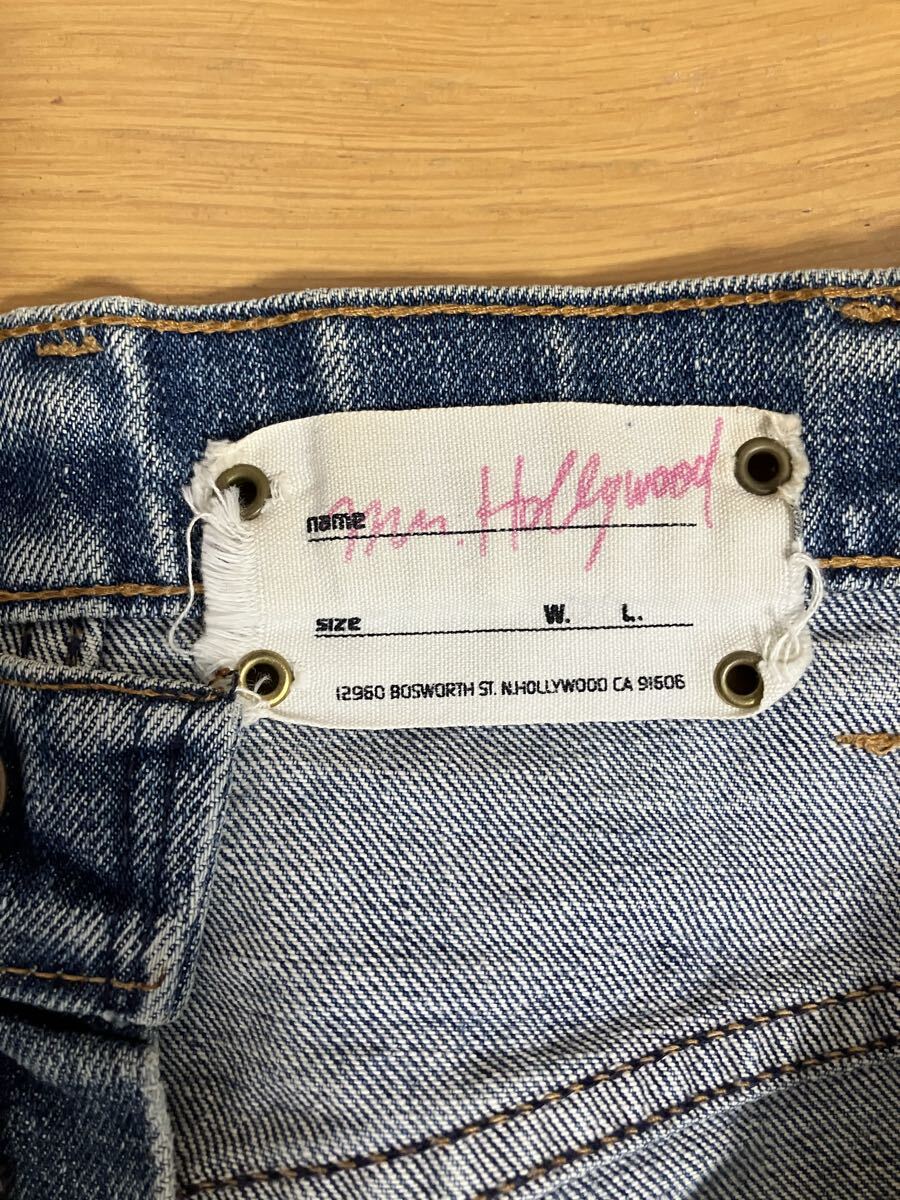 name Mr. Hollywood
size W. L.
12960 BOSWORTH ST. N.HOLLYWOOD CA 91606